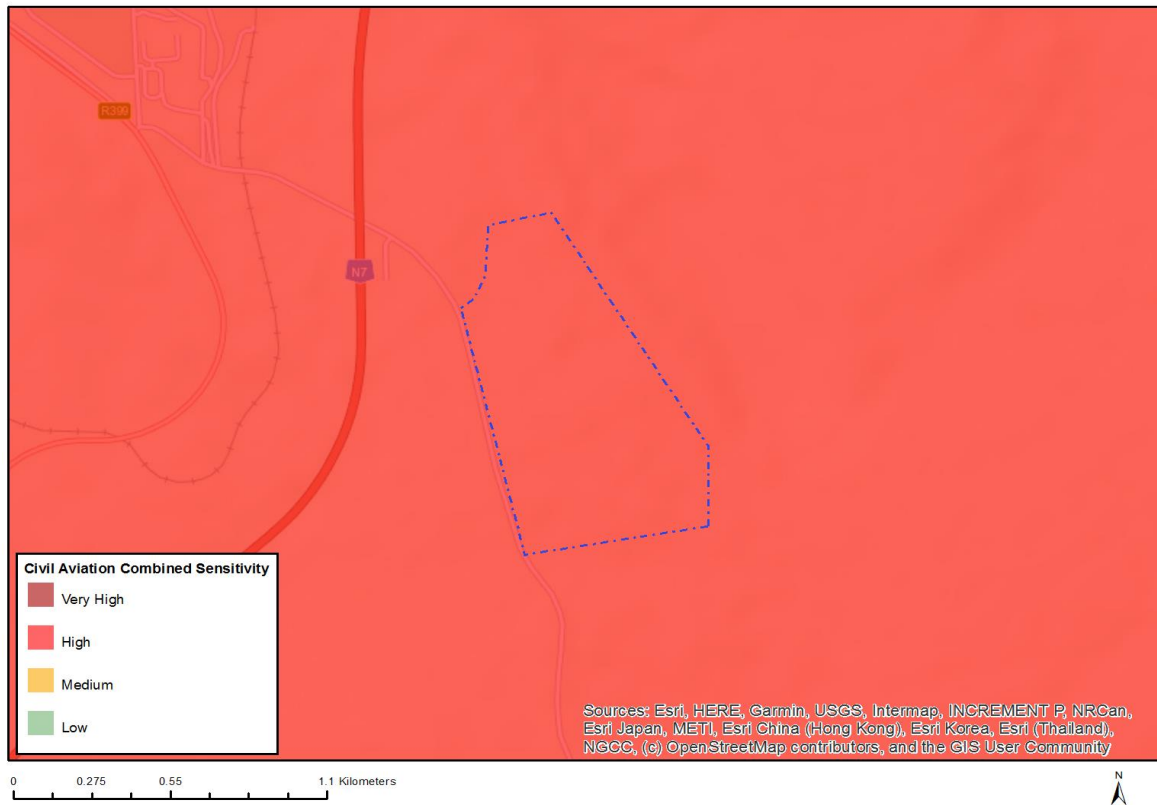 R399
N7
Civil Aviation Combined Sensitivity
Very High
High
Medium
Low
Sources: Esri, HERE, Garmin, USGS, Intermap, INCREMENT P, NRCan,
Esri Japan, METI, Esri China (Hong Kong), Esri Korea, Esri (Thailand),
NGCC, (c) OpenStreetMap contributors, and the GIS User Community
0 0.275 0.55 1.1 Kilometers
N